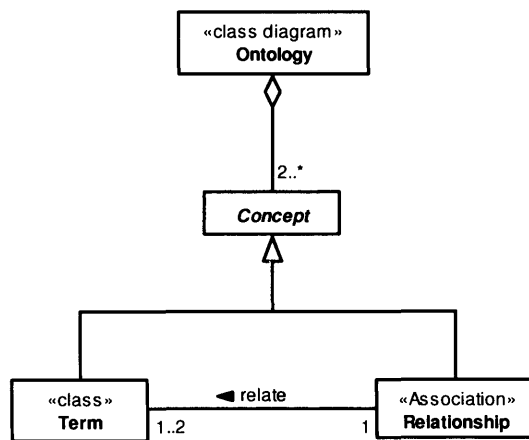 «class diagram»
Ontology
2..*
Concept
«class»
Term
◄ relate
1..2
1
«Association»
Relationship